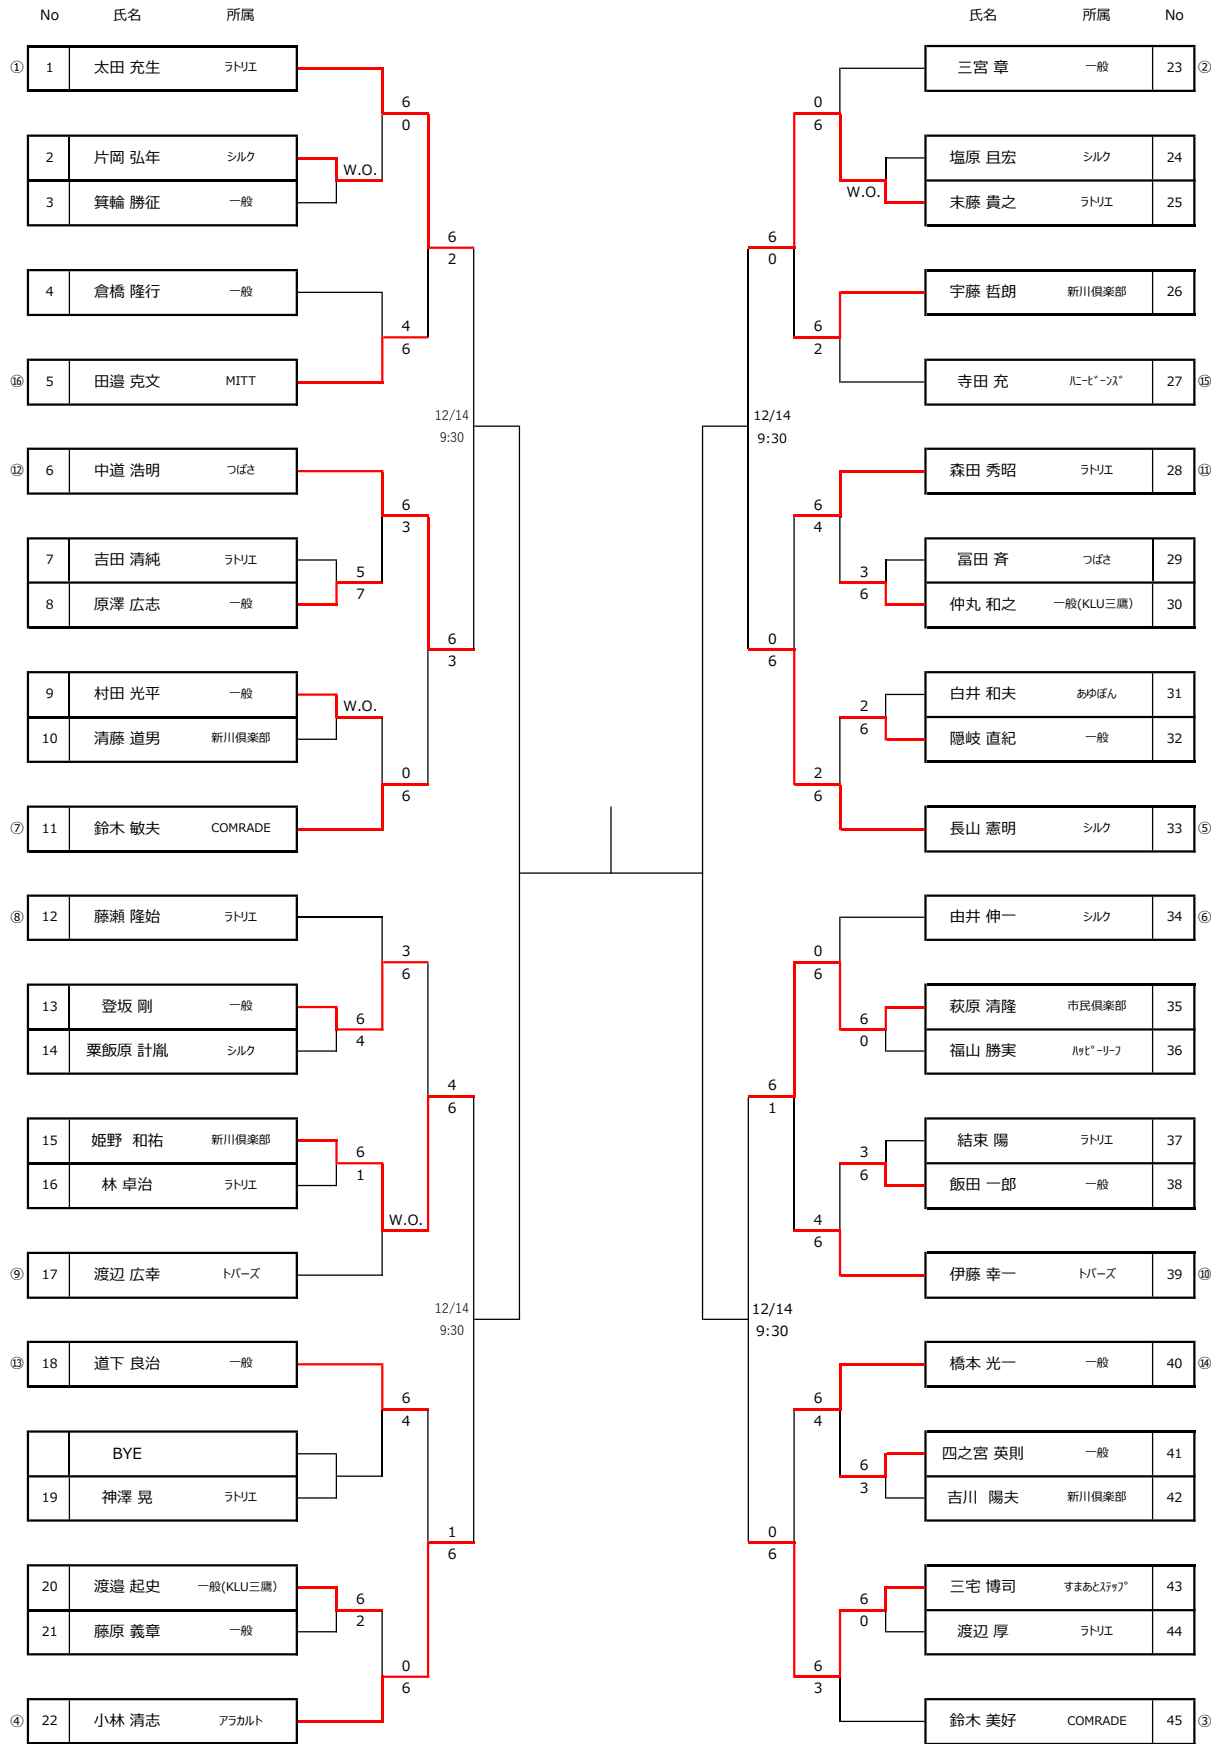 No 氏名 所属
① 1 太田 充生 ラトリエ
6
0
2 片岡 弘年 シルク
W.O.
3 箕輪 勝征 一般
6
2
4 倉橋 隆行 一般
4
6
⑯ 5 田邉 克文 MITT
12/14
9:30
⑫ 6 中道 浩明 つばさ
6
3
7 吉田 清純 ラトリエ
5
7
8 原澤 広志 一般
6
3
9 村田 光平 一般
W.O.
10 清藤 道男 新川倶楽部
0
6
⑦ 11 鈴木 敏夫 COMRADE
⑧ 12 藤瀬 隆始 ラトリエ
3
6
13 登坂 剛 一般
6
4
14 粟飯原 計胤 シルク
4
6
15 姫野 和祐 新川倶楽部
6
1
16 林 卓治 ラトリエ
W.O.
⑨ 17 渡辺 広幸 トパーズ
12/14
9:30
⑬ 18 道下 良治 一般
6
4
BYE
19 神澤 晃 ラトリエ
1
6
20 渡邉 起史 一般(KLU三鷹)
6
2
21 藤原 義章 一般
0
6
④ 22 小林 清志 アラカルト
氏名 所属 No
三宮 章 一般 23 ②
0
6
塩原 且宏 シルク 24
W.O.
末藤 貴之 ラトリエ 25
6
0
宇藤 哲朗 新川倶楽部 26
6
2
寺田 充 ハニービーンズ 27 ⑮
12/14
9:30
森田 秀昭 ラトリエ 28 ⑪
6
4
冨田 斉 つばさ 29
3
6
仲丸 和之 一般(KLU三鷹) 30
0
6
白井 和夫 あゆぽん 31
2
6
隠岐 直紀 一般 32
2
6
長山 憲明 シルク 33 ⑤
由井 伸一 シルク 34 ⑥
0
6
萩原 清隆 市民倶楽部 35
6
0
福山 勝実 ハッピーリーフ 36
6
1
結束 陽 ラトリエ 37
3
6
飯田 一郎 一般 38
4
6
伊藤 幸一 トパーズ 39 ⑩
12/14
9:30
橋本 光一 一般 40 ⑭
6
4
四之宮 英則 一般 41
6
3
吉川 陽夫 新川倶楽部 42
0
6
三宅 博司 すまあとステップ 43
6
0
渡辺 厚 ラトリエ 44
6
3
鈴木 美好 COMRADE 45 ③